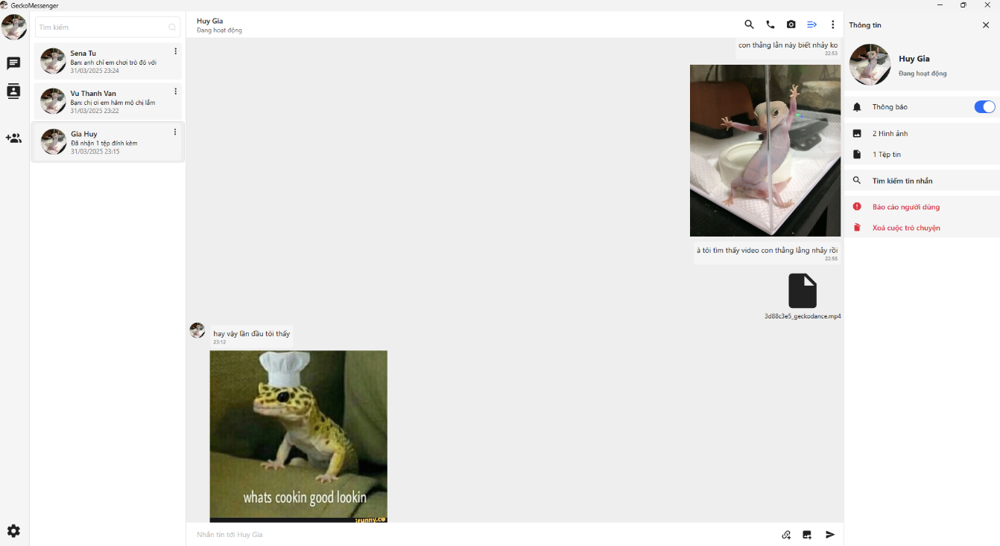 GeckoMessenger
Tìm kiếm
Sena Tu
Bạn: anh chỉ em chơi trò đó với
31/03/2025 23:24
Vu Thanh Van
Bạn: chị ơi em hâm mộ chị lắm
31/03/2025 23:22
Gia Huy
Đã nhận 1 tệp đính kèm
31/03/2025 23:15
Huy Gia
Đang hoạt động
con thằng lằn này biết nhảy ko
22:53
à tôi tìm thấy video con thằng lằng nhảy rồi
22:56
3d88c3e5_geckodance.mp4
hay vậy lần đầu tôi thấy
23:12
whats cookin good lookin
ifunny.co
Nhắn tin tới Huy Gia
Thông tin
Huy Gia
Đang hoạt động
Thông báo
2 Hình ảnh
1 Tệp tin
Tìm kiếm tin nhắn
Báo cáo người dùng
Xoá cuộc trò chuyện